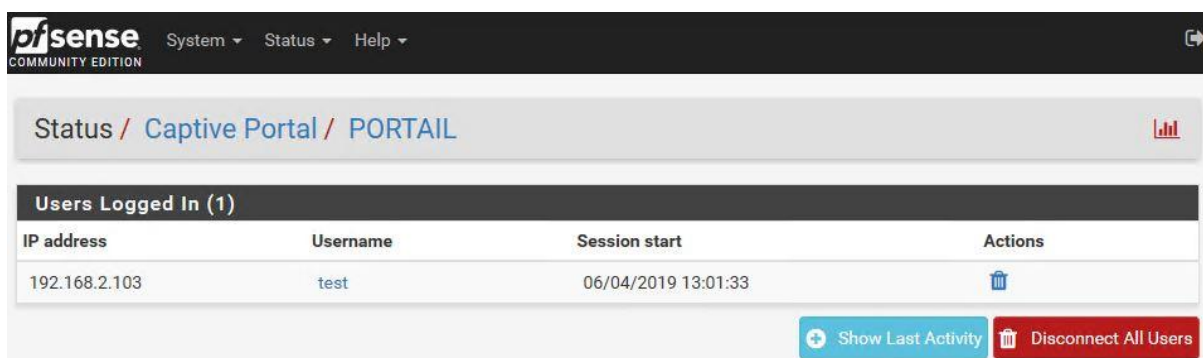 pfsense System Status Help
COMMUNITY EDITION
Status / Captive Portal / PORTAIL
Users Logged In (1)
IP address Username Session start Actions
192.168.2.103 test 06/04/2019 13:01:33
Show Last Activity Disconnect All Users